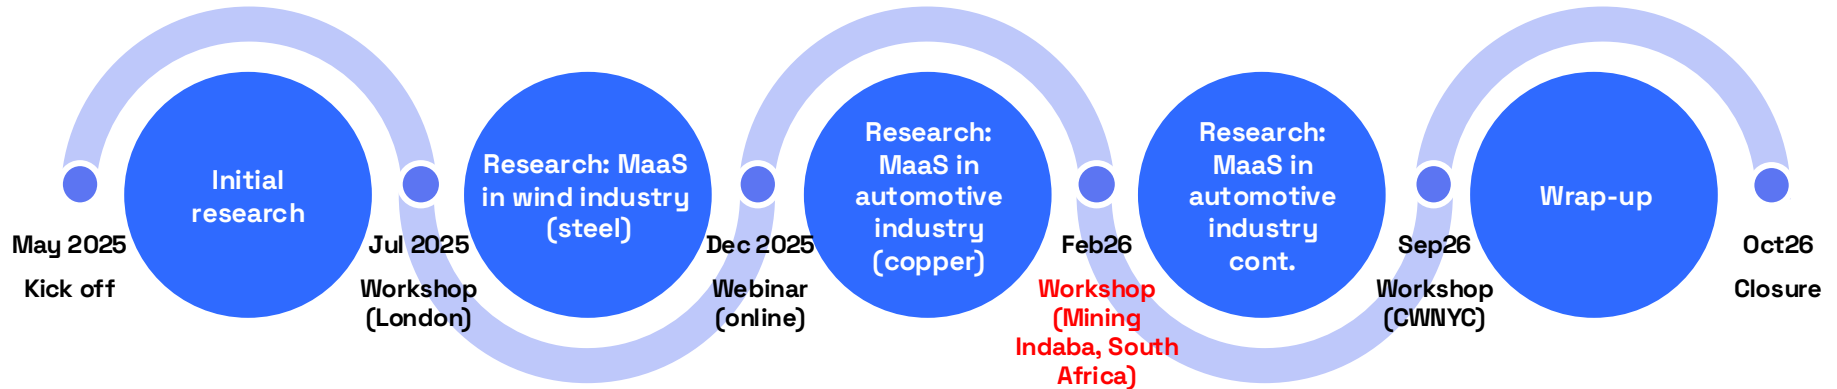 May 2025
Kick off
Initial
research
Jul 2025
Workshop
(London)
Research: MaaS
in wind industry
(steel)
Dec 2025
Webinar
(online)
Research:
MaaS in
automotive
industry
(copper)
Feb26
Workshop
(Mining
Indaba, South
Africa)
Research:
MaaS in
automotive
industry
cont.
Sep26
Workshop
(CWNYC)
Wrap-up
Oct26
Closure